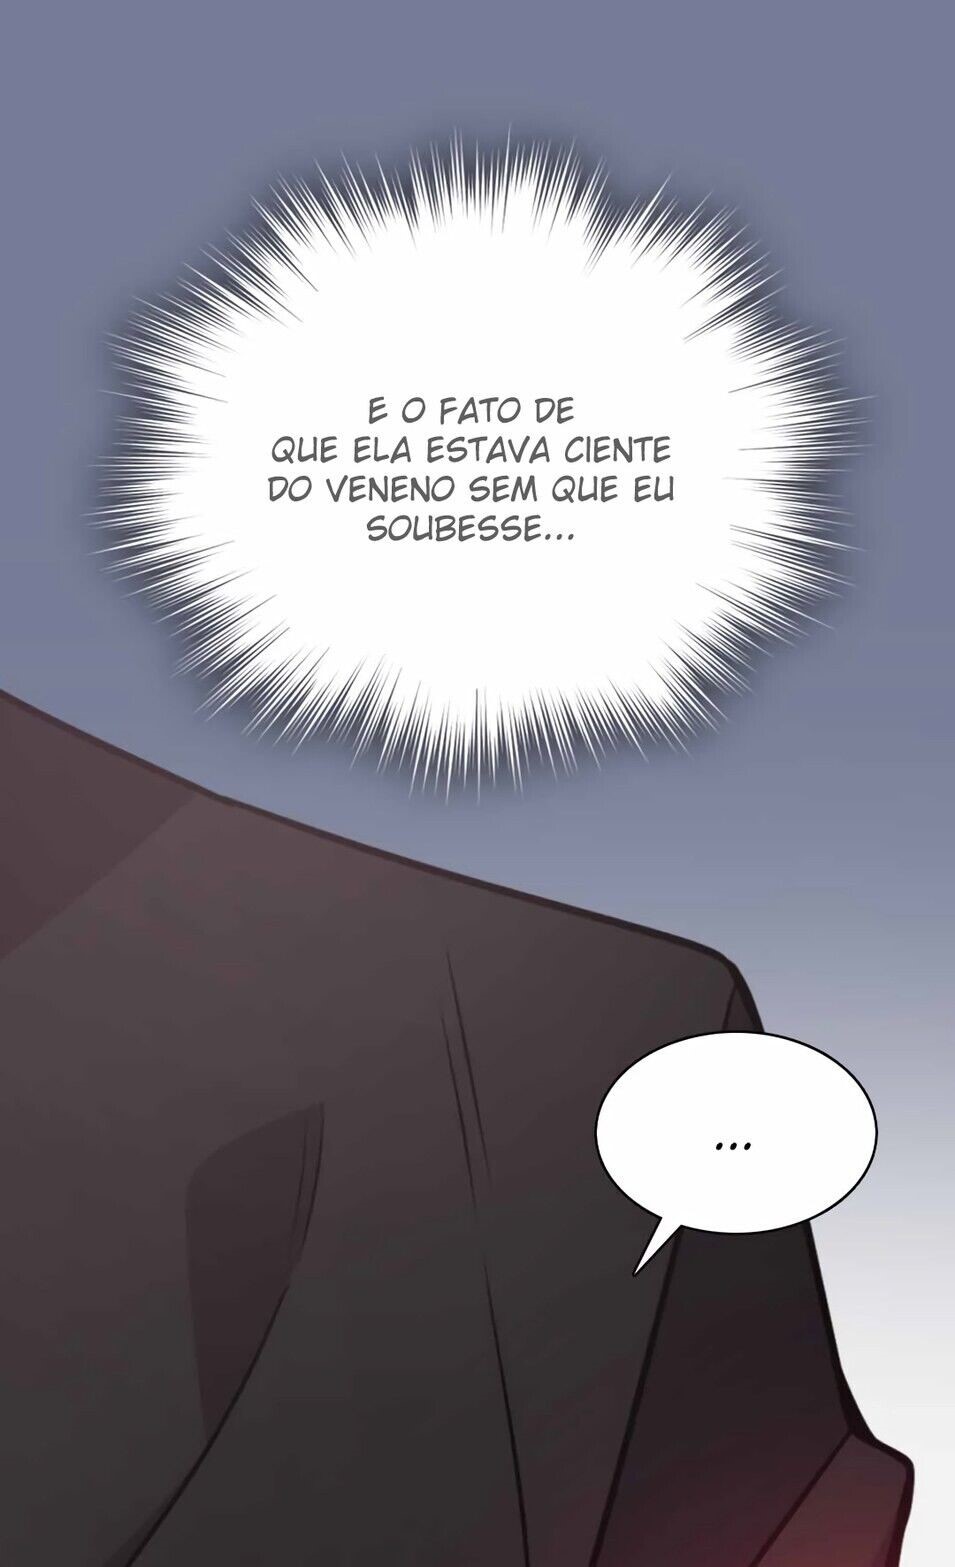 E O FATO DE
QUE ELA ESTAVA CIENTE
DO VENENO SEM QUE EU
SOUBESSE...
...